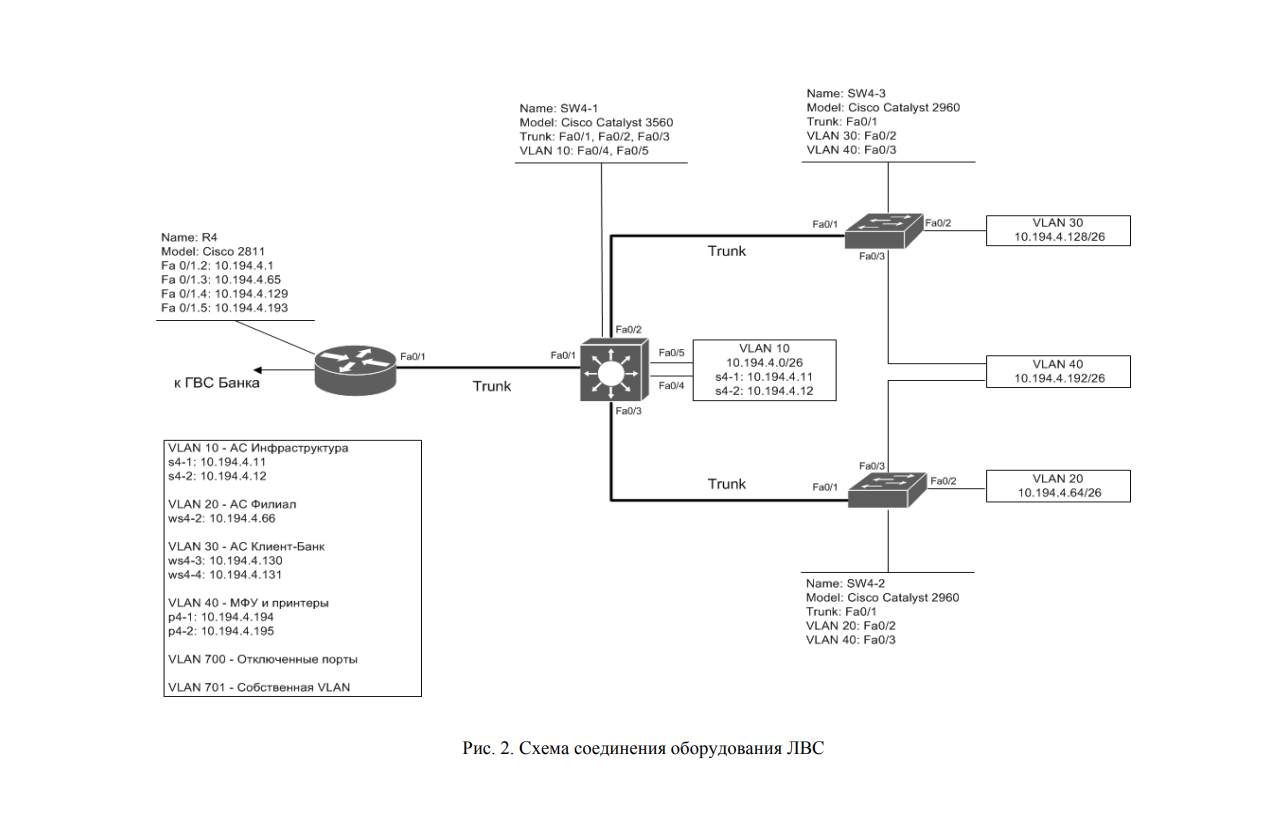 Name: SW4-1
Model: Cisco Catalyst 3560
Trunk: Fa0/1, Fa0/2, Fa0/3
VLAN 10: Fa0/4, Fa0/5
Name: SW4-3
Model: Cisco Catalyst 2960
Trunk: Fa0/1
VLAN 30: Fa0/2
VLAN 40: Fa0/3
Name: R4
Model: Cisco 2811
Fa 0/1.2: 10.194.4.1
Fa 0/1.3: 10.194.4.65
Fa 0/1.4: 10.194.4.129
Fa 0/1.5: 10.194.4.193
Fa0/1
Trunk
Fa0/2
Fa0/3
VLAN 30
10.194.4.128/26
к ГВС Банка
Fa0/1
Trunk
Fa0/1
Fa0/2
Fa0/5
Fa0/4
Fa0/3
VLAN 10
10.194.4.0/26
s4-1: 10.194.4.11
s4-2: 10.194.4.12
VLAN 40
10.194.4.192/26
Trunk
Fa0/1
Fa0/3
Fa0/2
VLAN 20
10.194.4.64/26
VLAN 10 - АС Инфраструктура
s4-1: 10.194.4.11
s4-2: 10.194.4.12
VLAN 20 - АС Филиал
ws4-2: 10.194.4.66
VLAN 30 - АС Клиент-Банк
ws4-3: 10.194.4.130
ws4-4: 10.194.4.131
VLAN 40 - МФУ и принтеры
p4-1: 10.194.4.194
p4-2: 10.194.4.195
VLAN 700 - Отключенные порты
VLAN 701 - Собственная VLAN
Name: SW4-2
Model: Cisco Catalyst 2960
Trunk: Fa0/1
VLAN 20: Fa0/2
VLAN 40: Fa0/3
Рис. 2. Схема соединения оборудования ЛВС